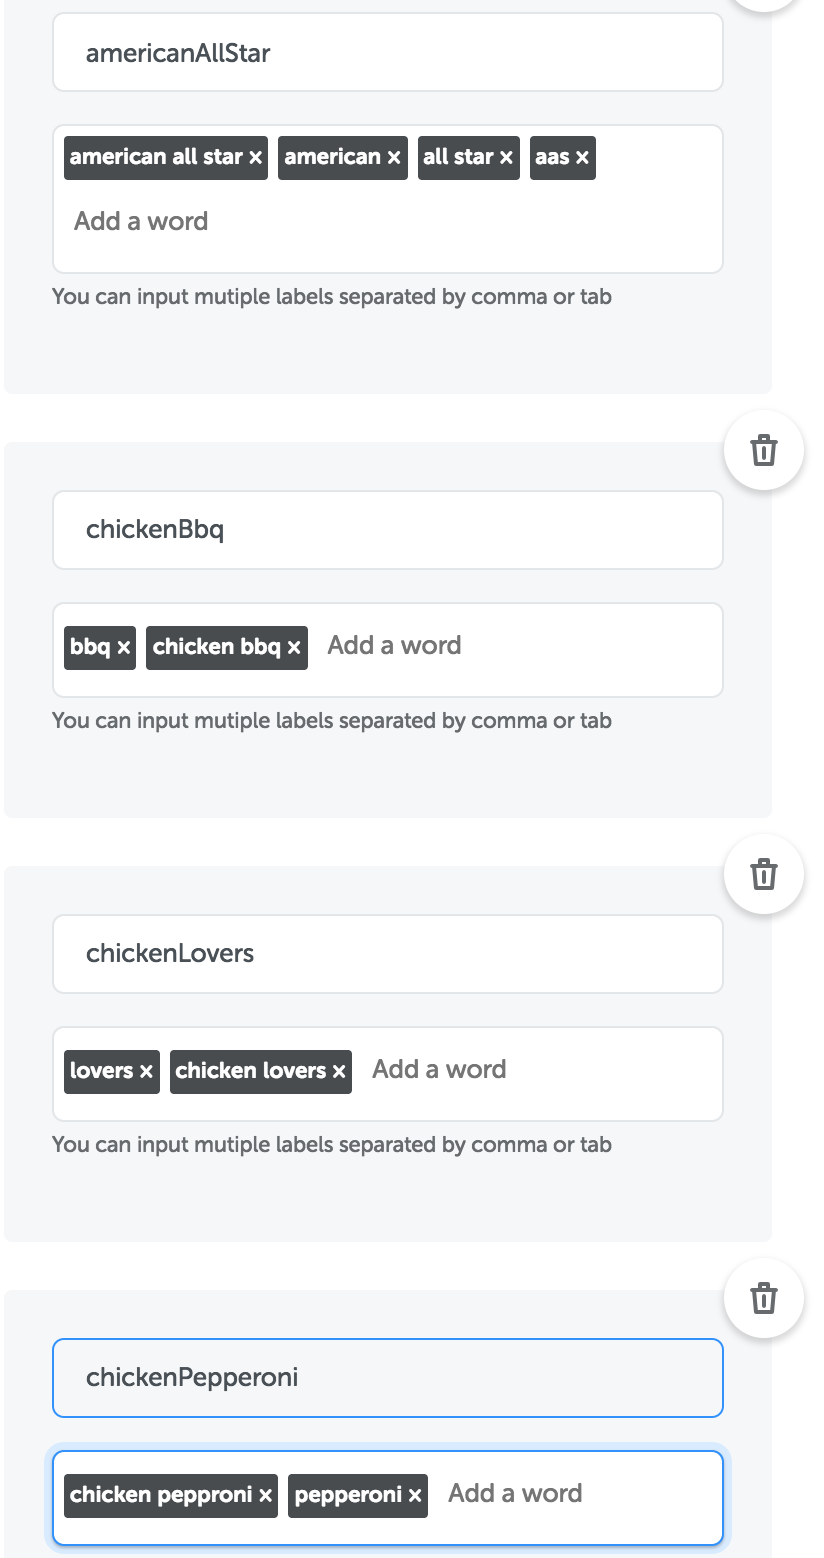 americanAllStar
american all star × american × all star × aas ×
Add a word
You can input mutiple labels separated by comma or tab
chickenBbq
bbq × chicken bbq × Add a word
You can input mutiple labels separated by comma or tab
chickenLovers
lovers × chicken lovers × Add a word
You can input mutiple labels separated by comma or tab
chickenPepperoni
chicken pepproni × pepperoni × Add a word